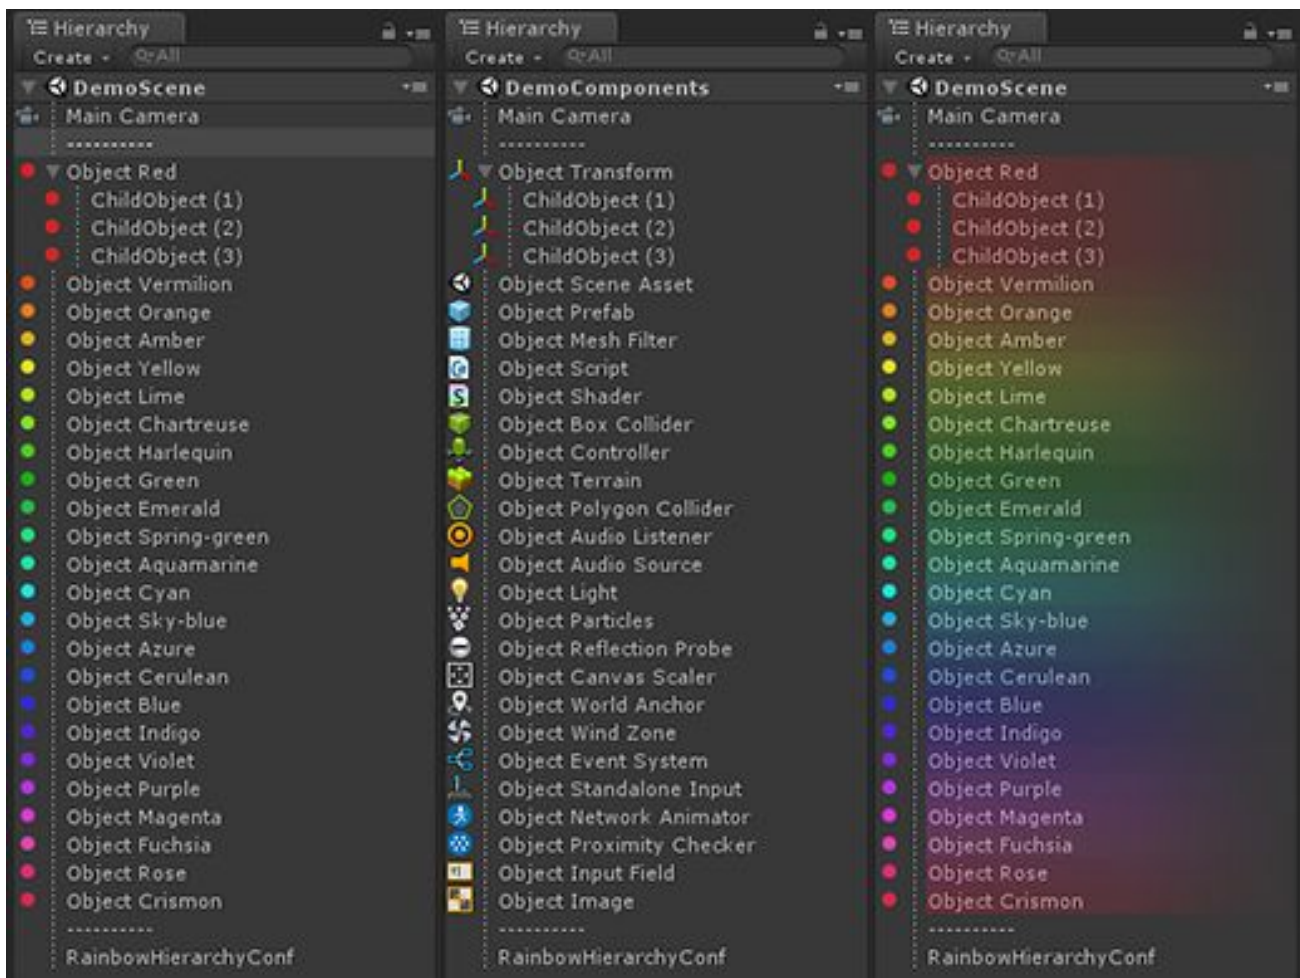 Hierarchy
Create
All
DemoScene
Main Camera
----------
Object Red
ChildObject (1)
ChildObject (2)
ChildObject (3)
Object Vermilion
Object Orange
Object Amber
Object Yellow
Object Lime
Object Chartreuse
Object Harlequin
Object Green
Object Emerald
Object Spring-green
Object Aquamarine
Object Cyan
Object Sky-blue
Object Azure
Object Cerulean
Object Blue
Object Indigo
Object Violet
Object Purple
Object Magenta
Object Fuchsia
Object Rose
Object Crismon
----------
RainbowHierarchyConf
Hierarchy
Create
All
DemoComponents
Main Camera
----------
Object Transform
ChildObject (1)
ChildObject (2)
ChildObject (3)
Object Scene Asset
Object Prefab
Object Mesh Filter
Object Script
Object Shader
Object Box Collider
Object Controller
Object Terrain
Object Polygon Collider
Object Audio Listener
Object Audio Source
Object Light
Object Particles
Object Reflection Probe
Object Canvas Scaler
Object World Anchor
Object Wind Zone
Object Event System
Object Standalone Input
Object Network Animator
Object Proximity Checker
Object Input Field
Object Image
----------
RainbowHierarchyConf
Hierarchy
Create
All
DemoScene
Main Camera
----------
Object Red
ChildObject (1)
ChildObject (2)
ChildObject (3)
Object Vermilion
Object Orange
Object Amber
Object Yellow
Object Lime
Object Chartreuse
Object Harlequin
Object Green
Object Emerald
Object Spring-green
Object Aquamarine
Object Cyan
Object Sky-blue
Object Azure
Object Cerulean
Object Blue
Object Indigo
Object Violet
Object Purple
Object Magenta
Object Fuchsia
Object Rose
Object Crismon
----------
RainbowHierarchyConf